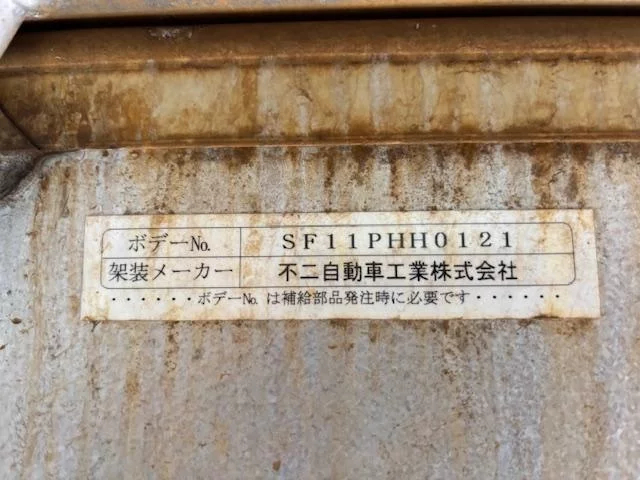 ボデーNo. SF11PHH0121
架装メーカー 不二自動車工業株式会社
・・・・・・ボデーNo. は補給部品発注時に必要です・・・・・・